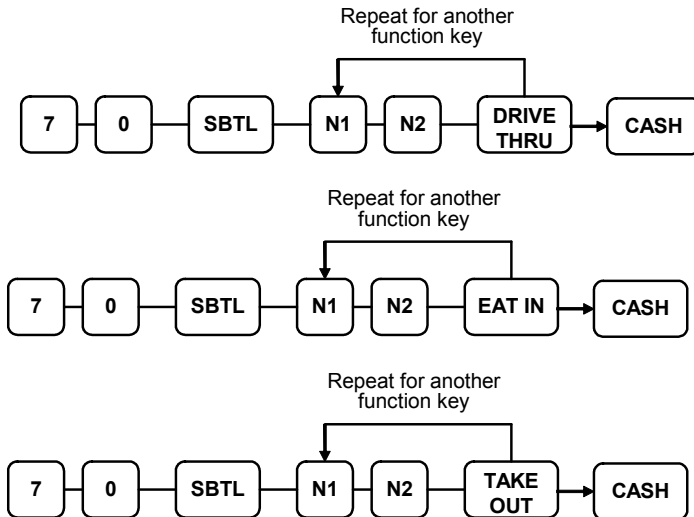 Repeat for another
function key
7 0 SBTL N1 N2 DRIVE THRU CASH
Repeat for another
function key
7 0 SBTL N1 N2 EAT IN CASH
Repeat for another
function key
7 0 SBTL N1 N2 TAKE OUT CASH